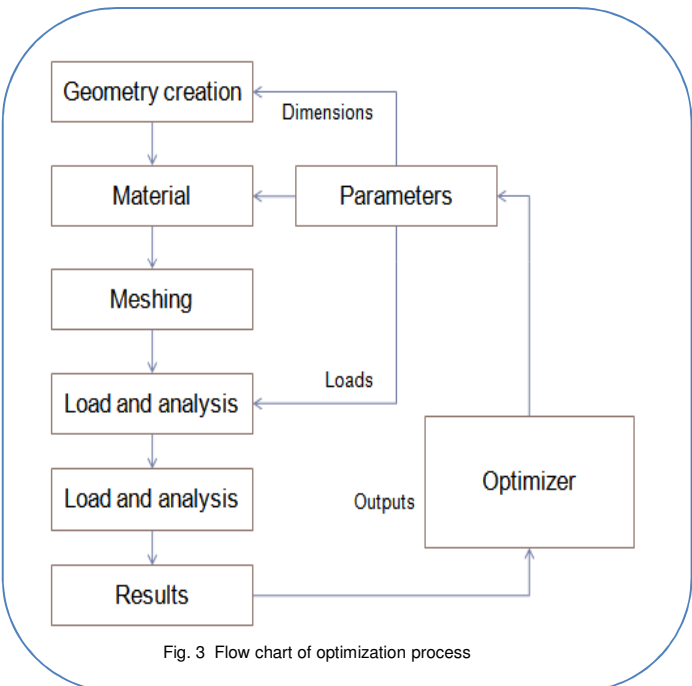 Geometry creation
Dimensions
Material
Parameters
Meshing
Loads
Load and analysis
Load and analysis
Optimizer
Outputs
Results
Fig. 3 Flow chart of optimization process